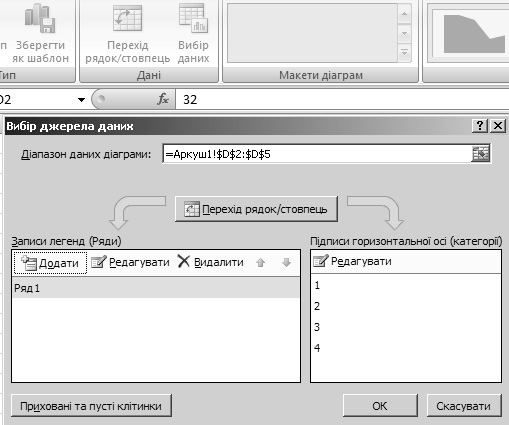 Зберегти
як шаблон
Перехід
рядок/стовпець
Вибір
даних
Тип
Дані
Макети діаграм
D2
fx
32
Вибір джерела даних
Діапазон даних діаграми:
=Аркуш1!$D$2:$D$5
Перехід рядок/стовпець
Записи легенд (Ряди)
Підписи горизонтальної осі (категорії)
Додати
Редагувати
Видалити
Редагувати
Ряд1
1
2
3
4
Приховані та пусті клітинки
ОК
Скасувати